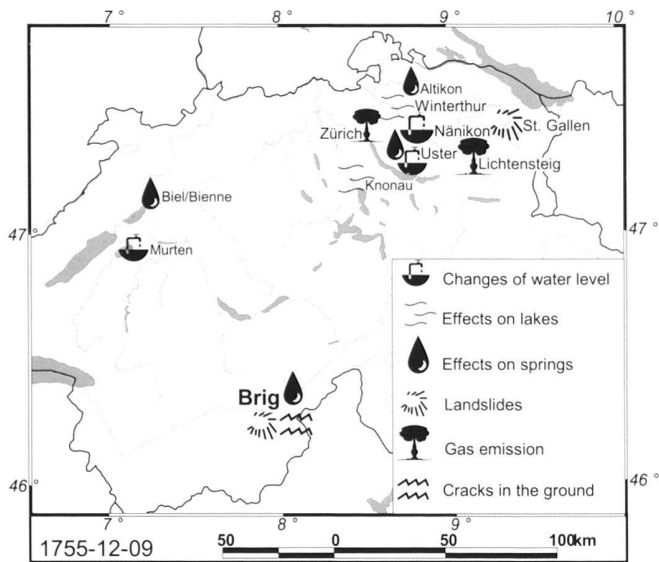 7° 8° 9° 10°
Altikon
Winterthur
Zürich Nänikon St. Gallen
Uster Lichtensteig
Knonau
Biel/Bienne
47° 47°
Murten
Changes of water level
Effects on lakes
Effects on springs
Brig
Landslides
Gas emission
46° 46°
Cracks in the ground
7° 8° 9°
1755-12-09
50 0 50 100km